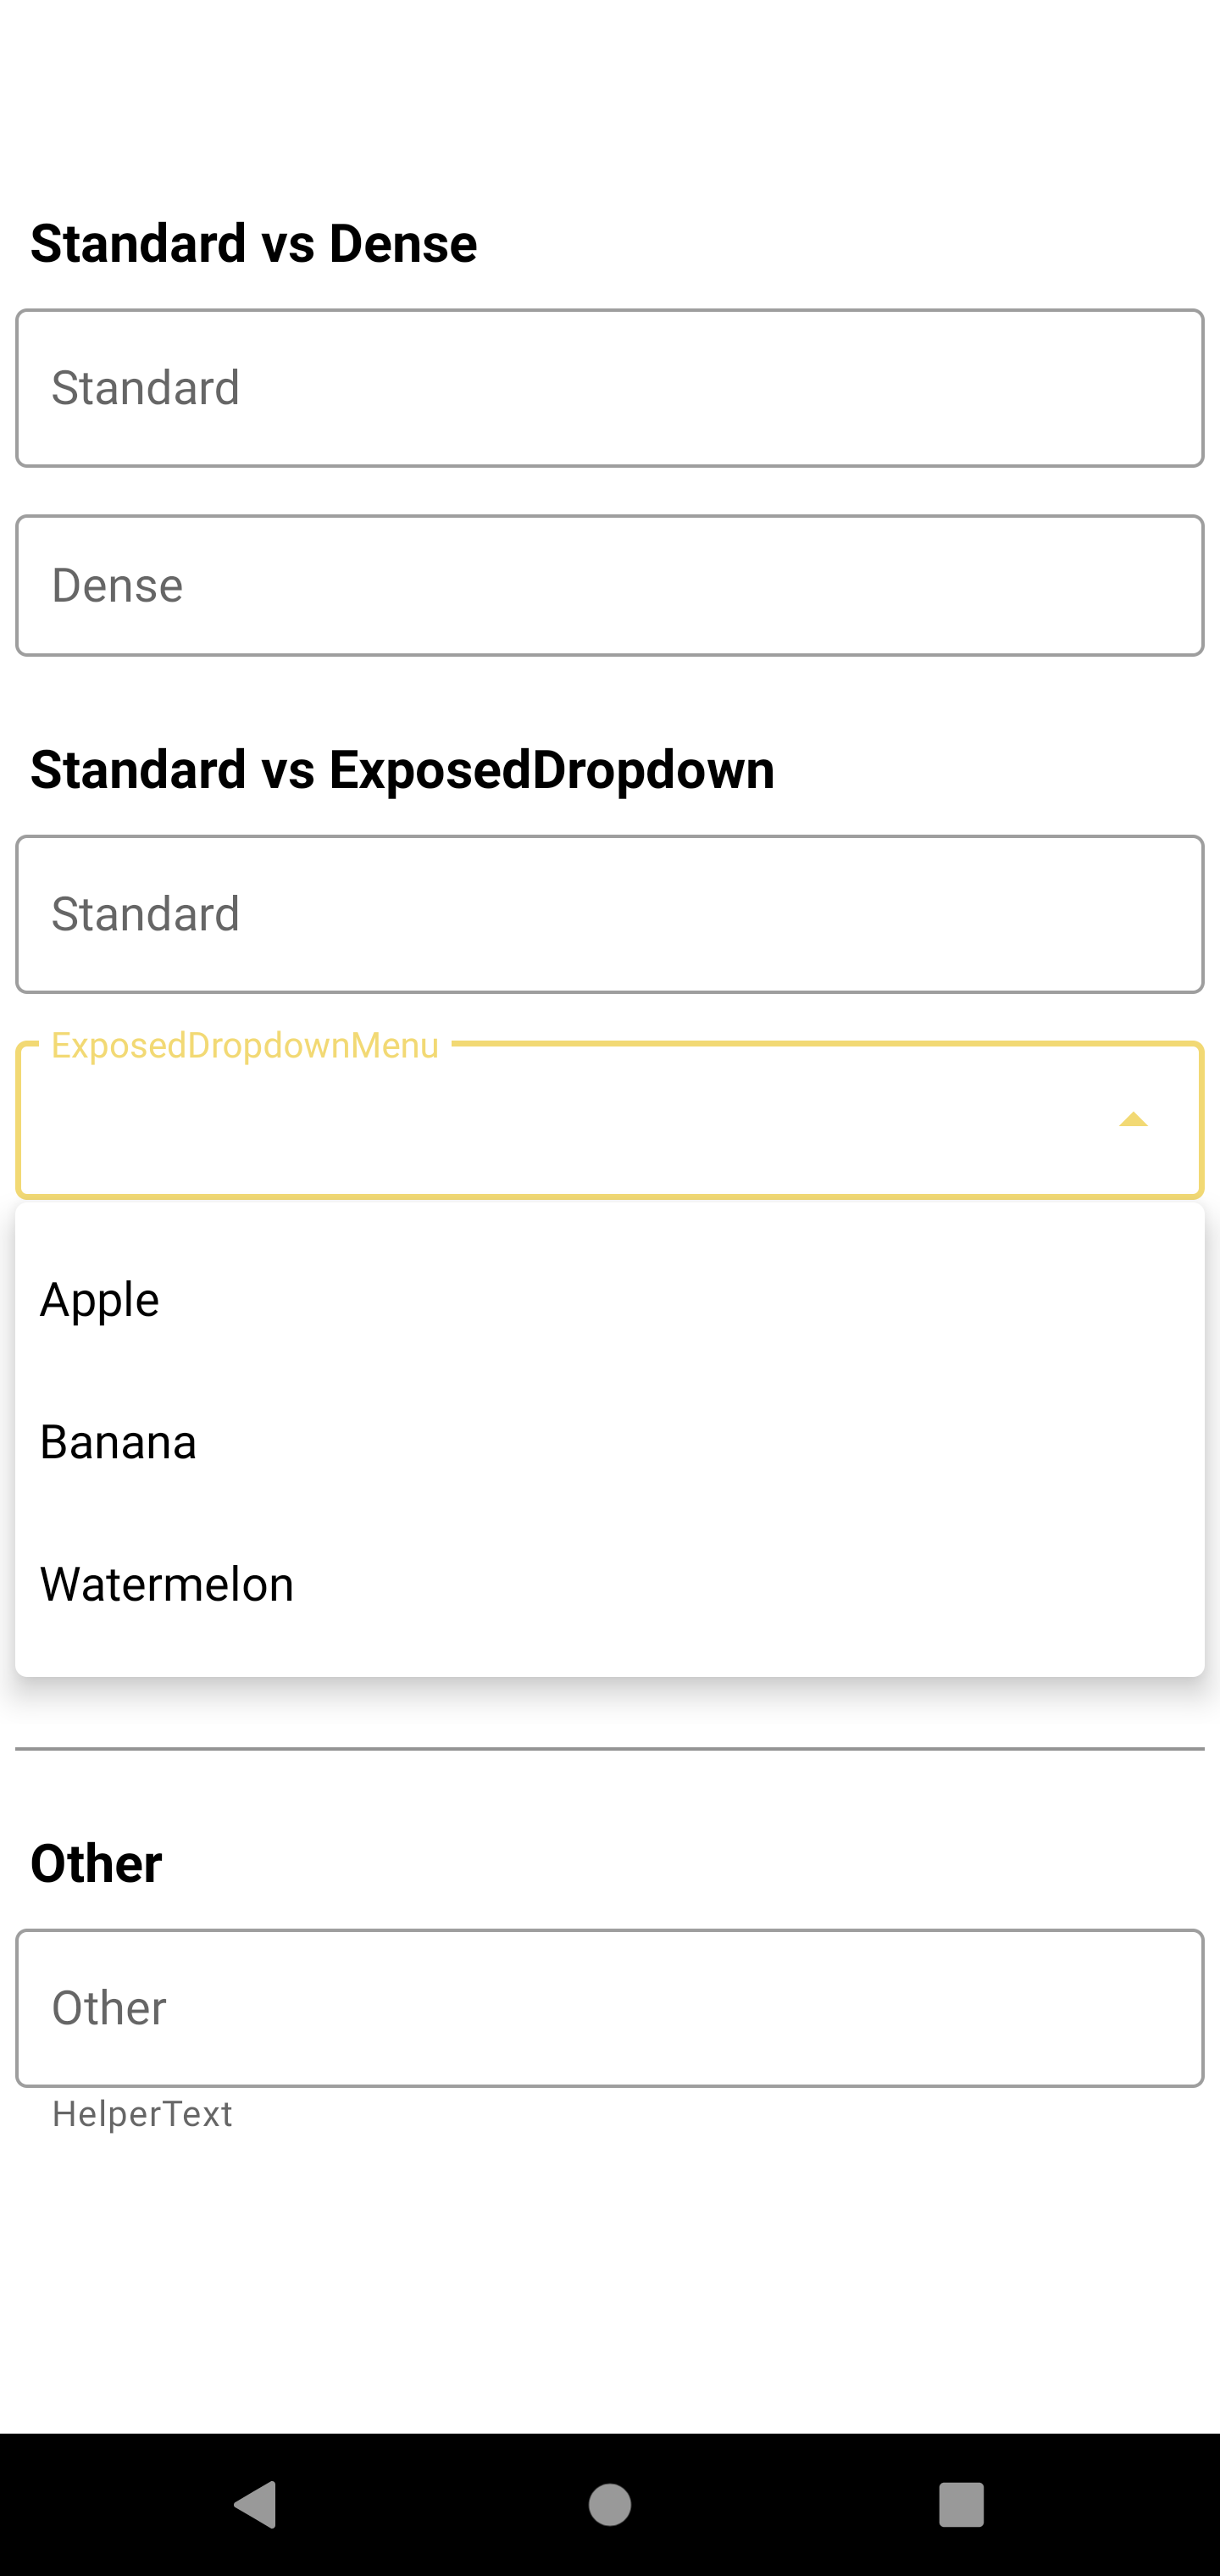 Standard vs Dense
Standard
Dense
Standard vs ExposedDropdown
Standard
ExposedDropdownMenu
Apple
Banana
Watermelon
Other
Other
HelperText